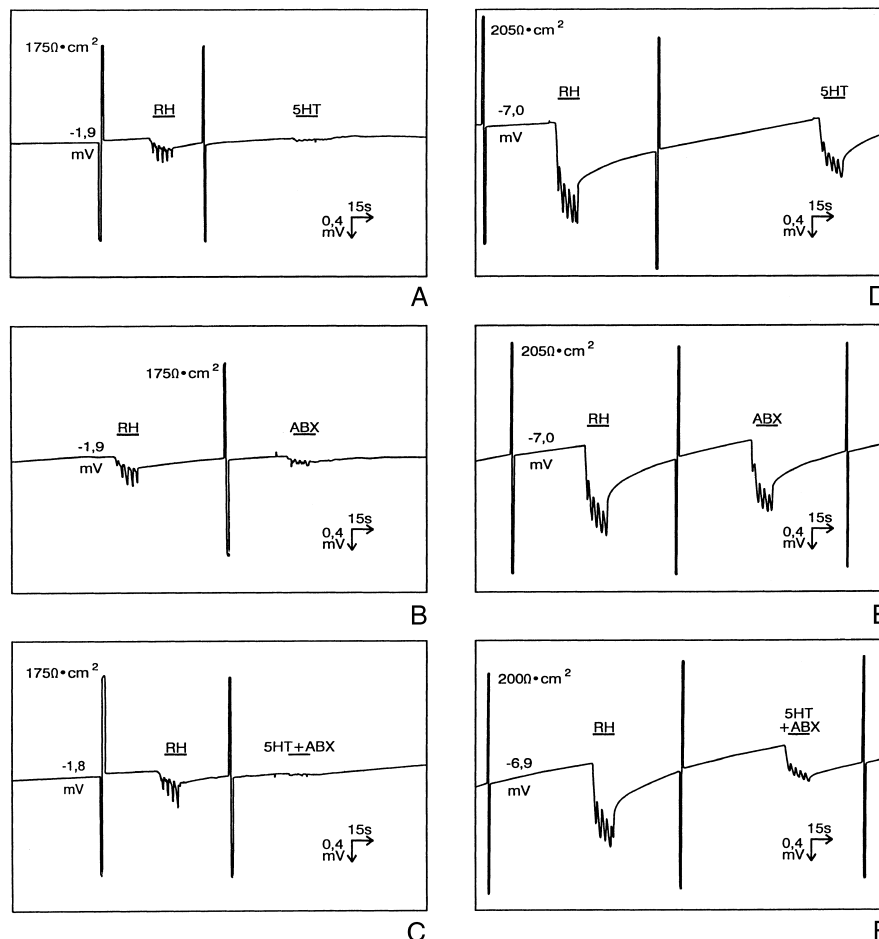 175Ω•cm²
RH
5HT
-1,9
mV
15s
0,4
mV
A
205Ω•cm²
RH
5HT
-7,0
mV
15s
0,4
mV
D
175Ω•cm²
RH
ABX
-1,9
mV
15s
0,4
mV
B
205Ω•cm²
RH
ABX
-7,0
mV
15s
0,4
mV
E
175Ω•cm²
RH
5HT+ABX
-1,8
mV
15s
0,4
mV
C
200Ω•cm²
5HT
+ABX
RH
-6,9
mV
15s
0,4
mV
F